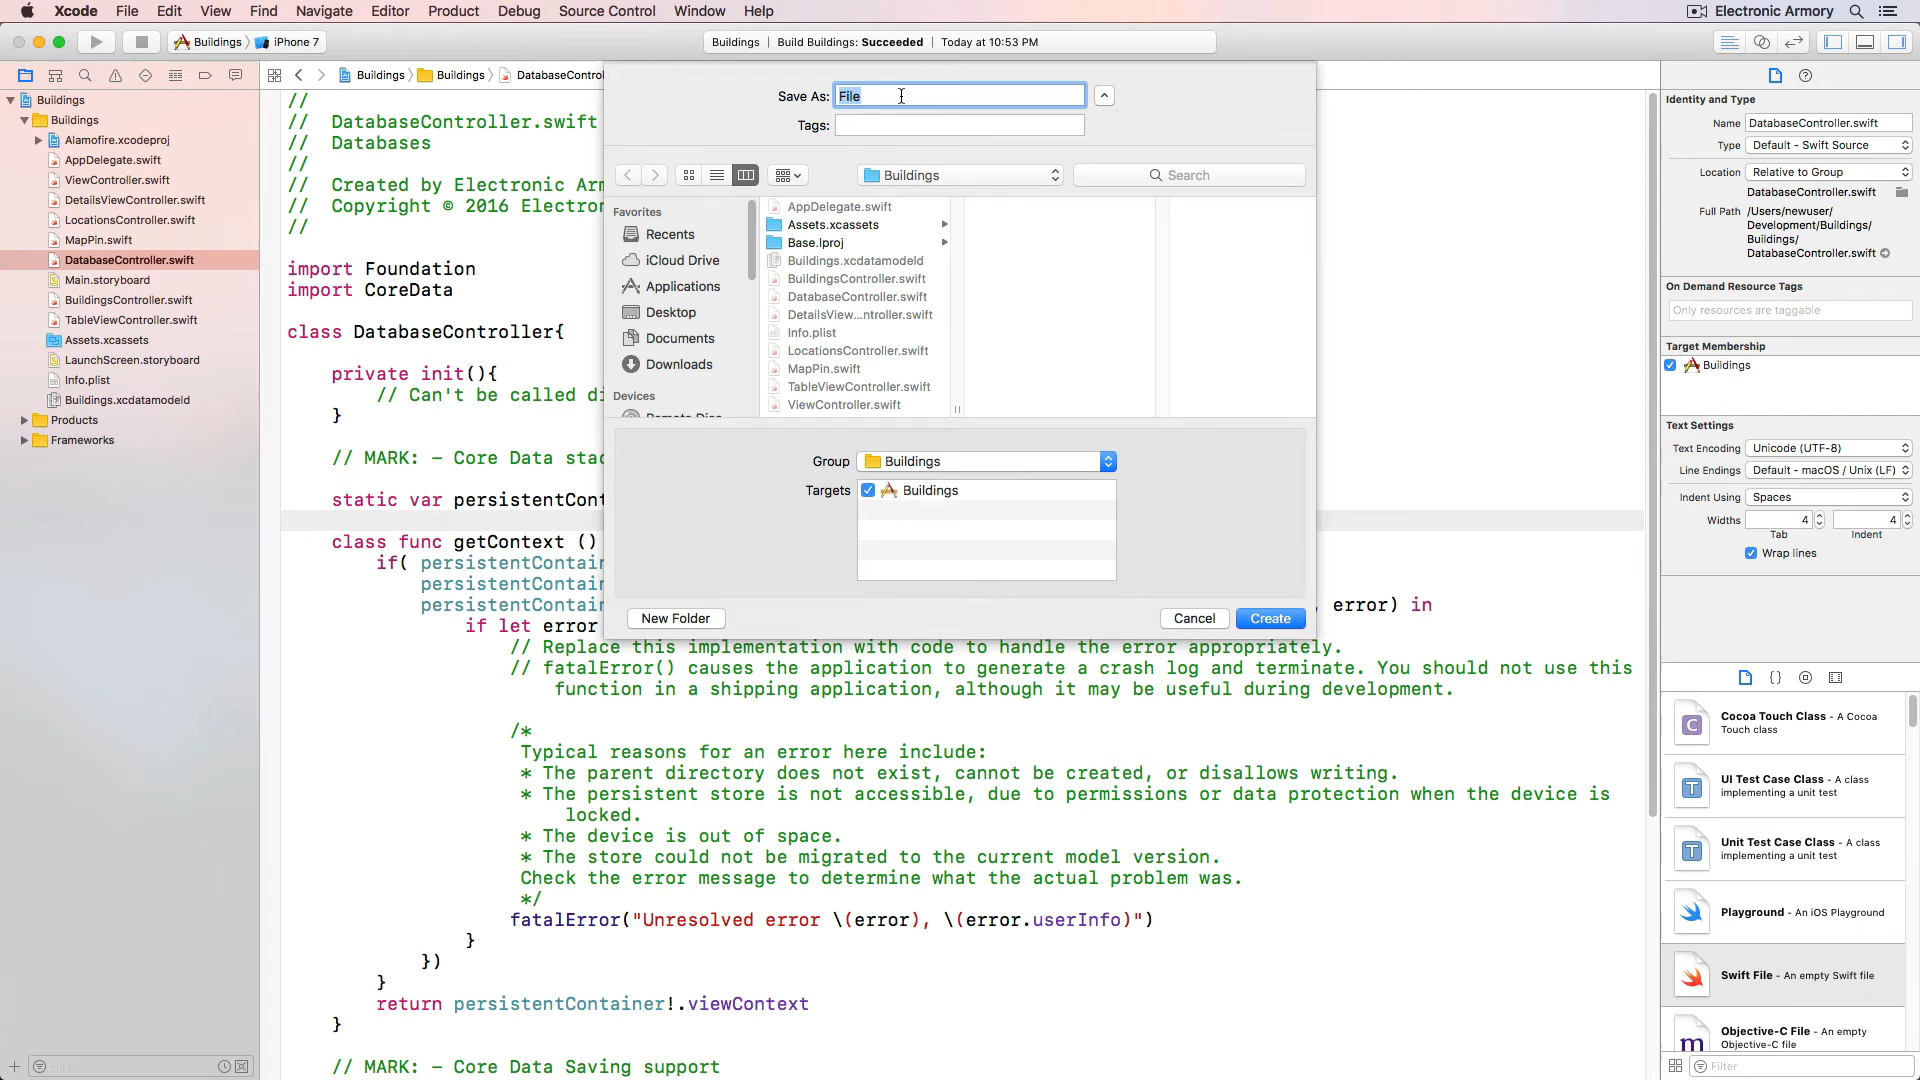 Xcode File Edit View Find Navigate Editor Product Debug Source Control Window Help Electronic Armory
Buildings iPhone 7 Buildings | Build Buildings: Succeeded | Today at 10:53 PM
Buildings Buildings DatabaseContro
Buildings
Buildings
Alamofire.xcodeproj
AppDelegate.swift
ViewController.swift
DetailsViewController.swift
LocationsController.swift
MapPin.swift
DatabaseController.swift
Main.storyboard
BuildingsController.swift
TableViewController.swift
Assets.xcassets
LaunchScreen.storyboard
Info.plist
Buildings.xcdatamodeld
Products
Frameworks
Filter
//
// DatabaseController.swift
// Databases
//
// Created by Electronic Arm
// Copyright © 2016 Electron
//
import Foundation
import CoreData
class DatabaseController{
private init(){
// Can't be called di
}
// MARK: - Core Data stac
static var persistentCont
class func getContext ()
if( persistentContain
persistentContain
persistentContain error) in
if let error
// Replace this implementation with code to handle the error appropriately.
// fatalError() causes the application to generate a crash log and terminate. You should not use this
function in a shipping application, although it may be useful during development.
/*
Typical reasons for an error here include:
* The parent directory does not exist, cannot be created, or disallows writing.
* The persistent store is not accessible, due to permissions or data protection when the device is
locked.
* The device is out of space.
* The store could not be migrated to the current model version.
Check the error message to determine what the actual problem was.
*/
fatalError("Unresolved error \(error), \(error.userInfo)")
}
})
}
return persistentContainer!.viewContext
}
// MARK: - Core Data Saving support
Save As: File
Tags:
Buildings Search
Favorites
Recents
iCloud Drive
Applications
Desktop
Documents
Downloads
Devices
AppDelegate.swift
Assets.xcassets
Base.lproj
Buildings.xcdatamodeld
BuildingsController.swift
DatabaseController.swift
DetailsView...ntroller.swift
Info.plist
LocationsController.swift
MapPin.swift
TableViewController.swift
ViewController.swift
Group Buildings
Targets Buildings
New Folder Cancel Create
Identity and Type
Name DatabaseController.swift
Type Default - Swift Source
Location Relative to Group
DatabaseController.swift
Full Path /Users/newuser/
Development/Buildings/
Buildings/
DatabaseController.swift
On Demand Resource Tags
Only resources are taggable
Target Membership
Buildings
Text Settings
Text Encoding Unicode (UTF-8)
Line Endings Default - macOS / Unix (LF)
Indent Using Spaces
Widths 4 4
Tab Indent
Wrap lines
Cocoa Touch Class - A Cocoa
Touch class
UI Test Case Class - A class
implementing a unit test
Unit Test Case Class - A class
implementing a unit test
Playground - An iOS Playground
Swift File - An empty Swift file
Objective-C File - An empty
Objective-C file
Filter